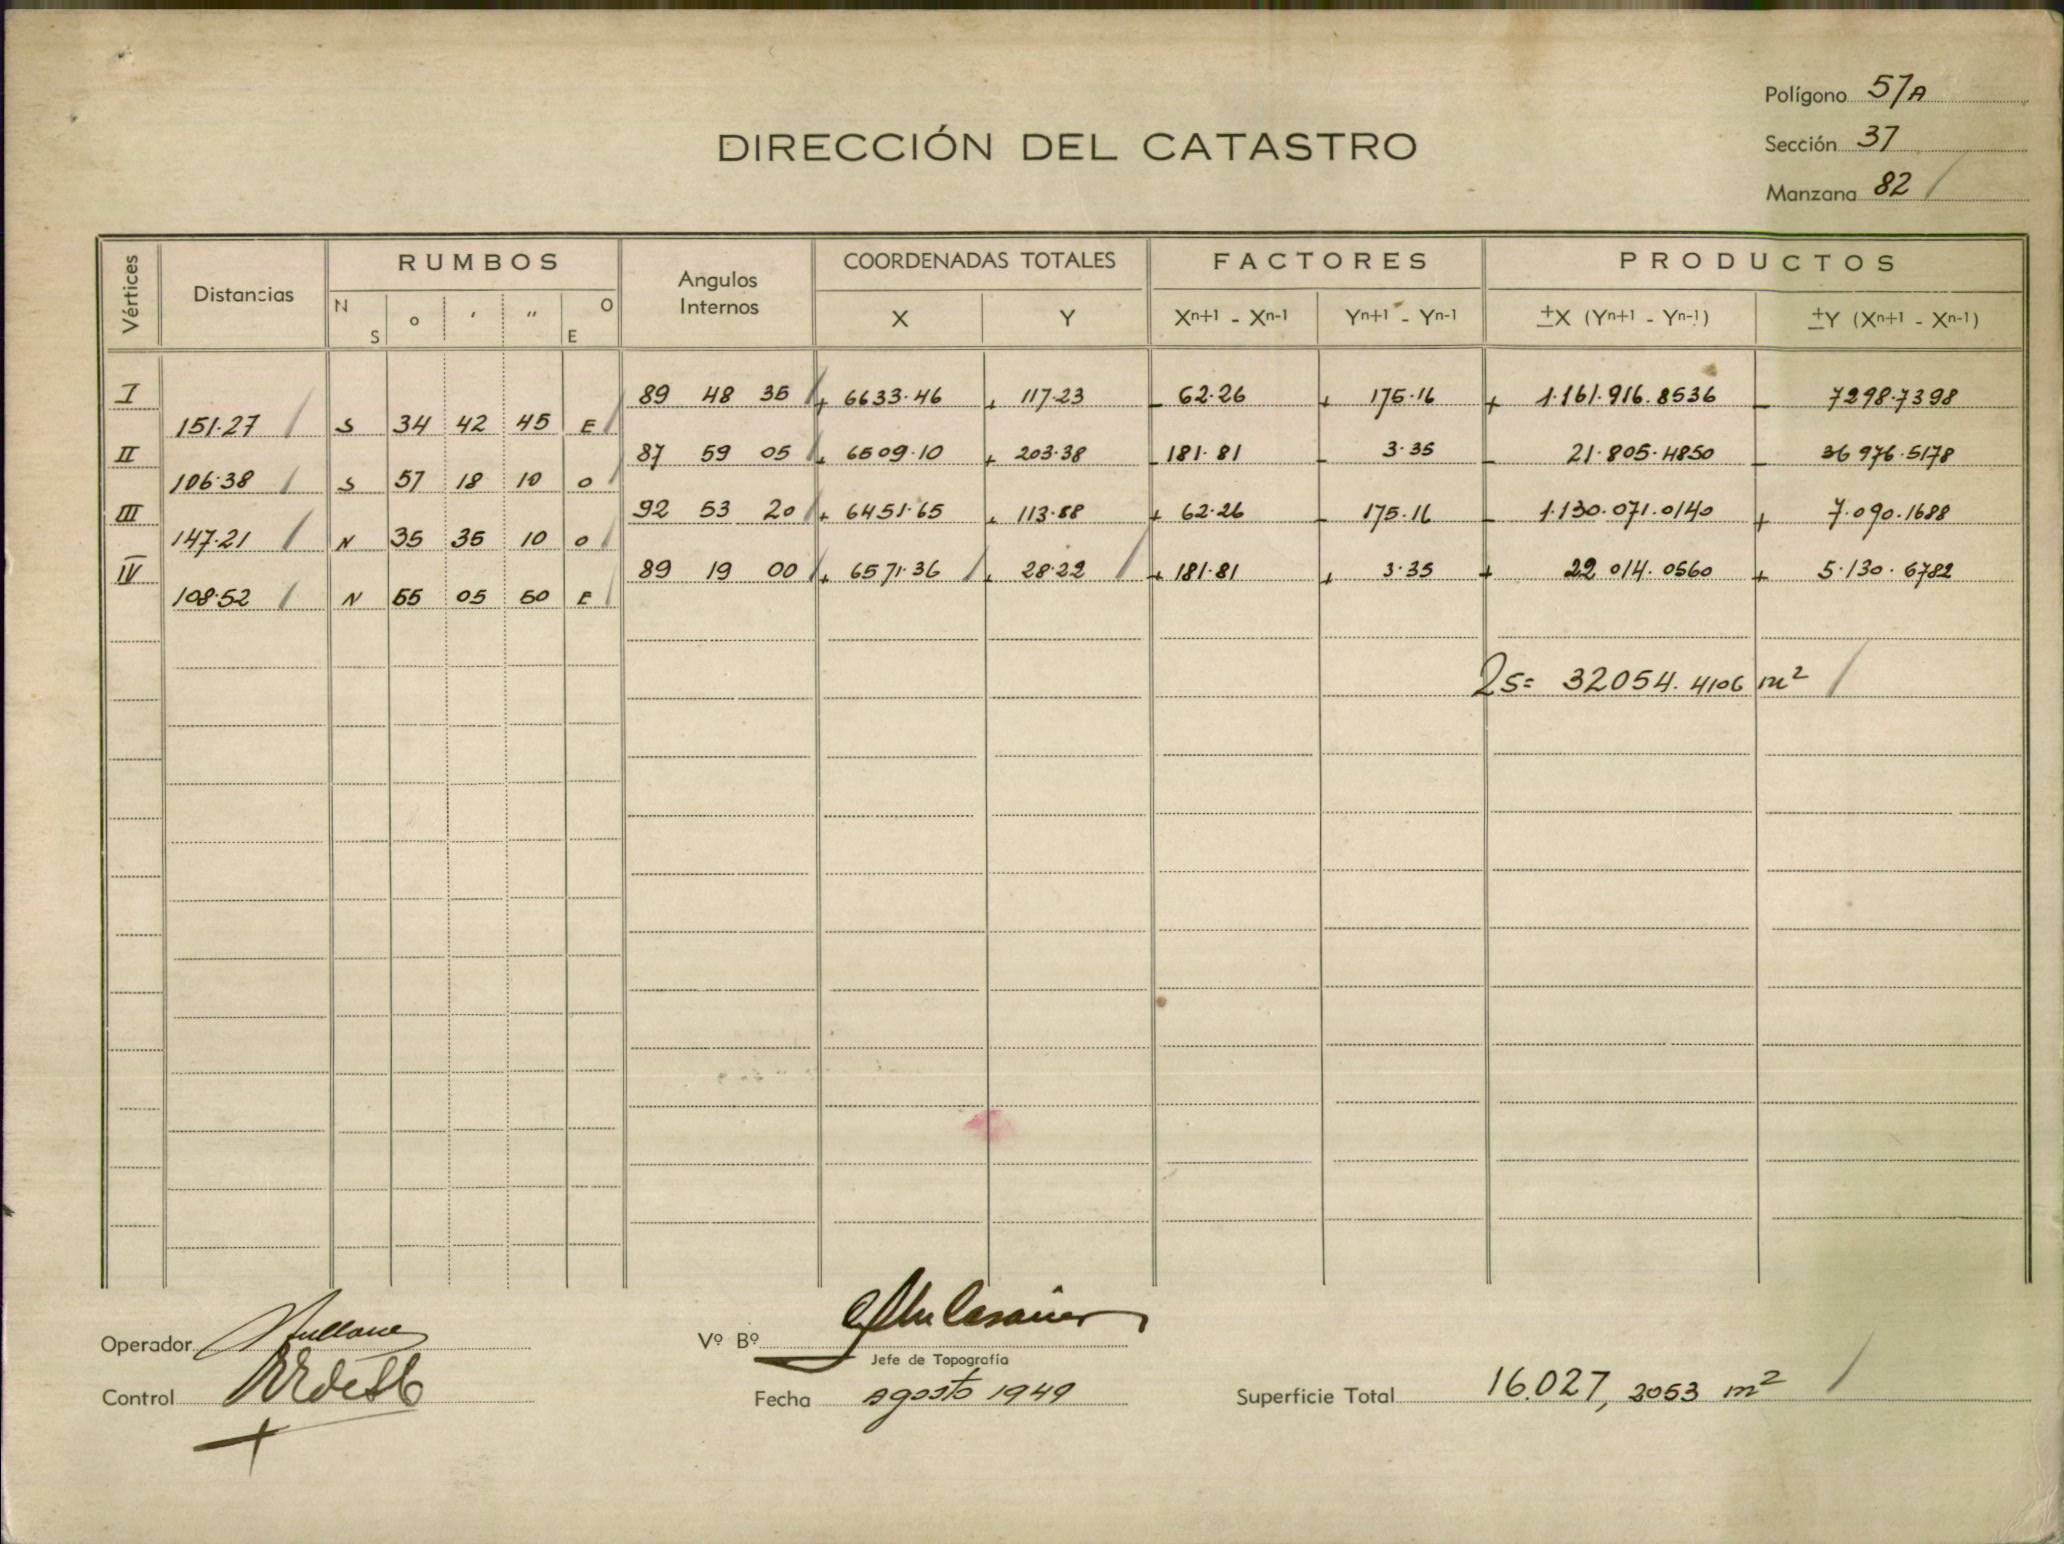 Polígono 57A
DIRECCIÓN DEL CATASTRO
Sección 37
Manzana 82
Vértices Distancias RUMBOS Angulos Internos COORDENADAS TOTALES FACTORES PRODUCTOS
N S o ' " O E X Y Xn+1 - Xn-1 Yn+1 - Yn-1 ±X (Yn+1 - Yn-1) ±Y (Xn+1 - Xn-1)
I 89 48 35 + 6633.46 + 117.23 - 62.26 + 175.16 + 1.161.916.8536 - 7298.7398
151.27 S 34 42 45 E
II 87 59 05 + 6509.10 + 203.38 - 181.81 - 3.35 - 21.805.4850 - 36976.5178
106.38 S 57 18 10 O
III 92 53 20 + 6451.65 + 113.88 + 62.26 - 175.16 - 1.130.071.0140 + 7.090.1688
147.21 N 35 35 10 O
IV 89 19 00 + 6571.36 + 28.22 + 181.81 + 3.35 + 22.014.0560 + 5.130.6782
108.52 N 55 05 50 E
2S= 32054.4106 m²
Operador
Vº Bº
Jefe de Topografía
Control
Fecha agosto 1949
Superficie Total 16.027,2053 m²